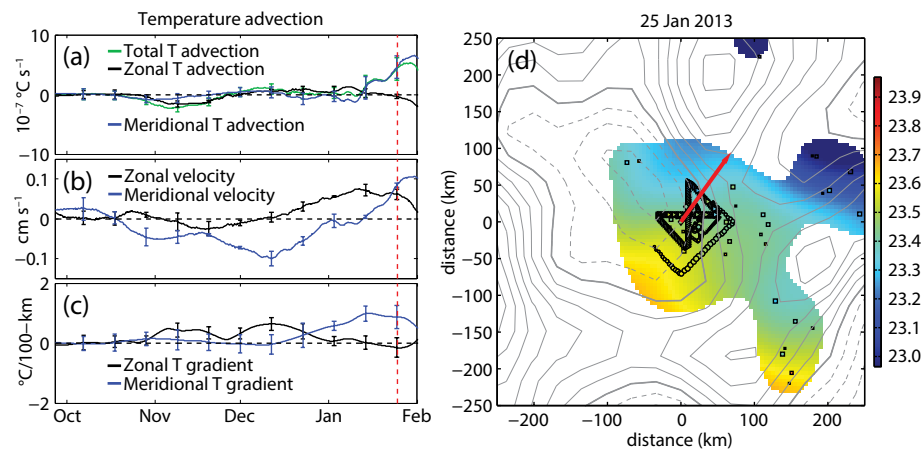 Temperature advection
10
(a)
Total T advection
Zonal T advection
0
Meridional T advection
−10
10⁻⁷ °C s⁻¹
0.1
(b)
Zonal velocity
Meridional velocity
0
−0.1
cm s⁻¹
2
(c)
0
Zonal T gradient
Meridional T gradient
−2
°C/100−km
Oct
Nov
Dec
Jan
Feb
25 Jan 2013
(d)
250
200
150
100
50
0
−50
−100
−150
−200
−250
distance (km)
−200
−100
0
100
200
distance (km)
23.9
23.8
23.7
23.6
23.5
23.4
23.3
23.2
23.1
23.0